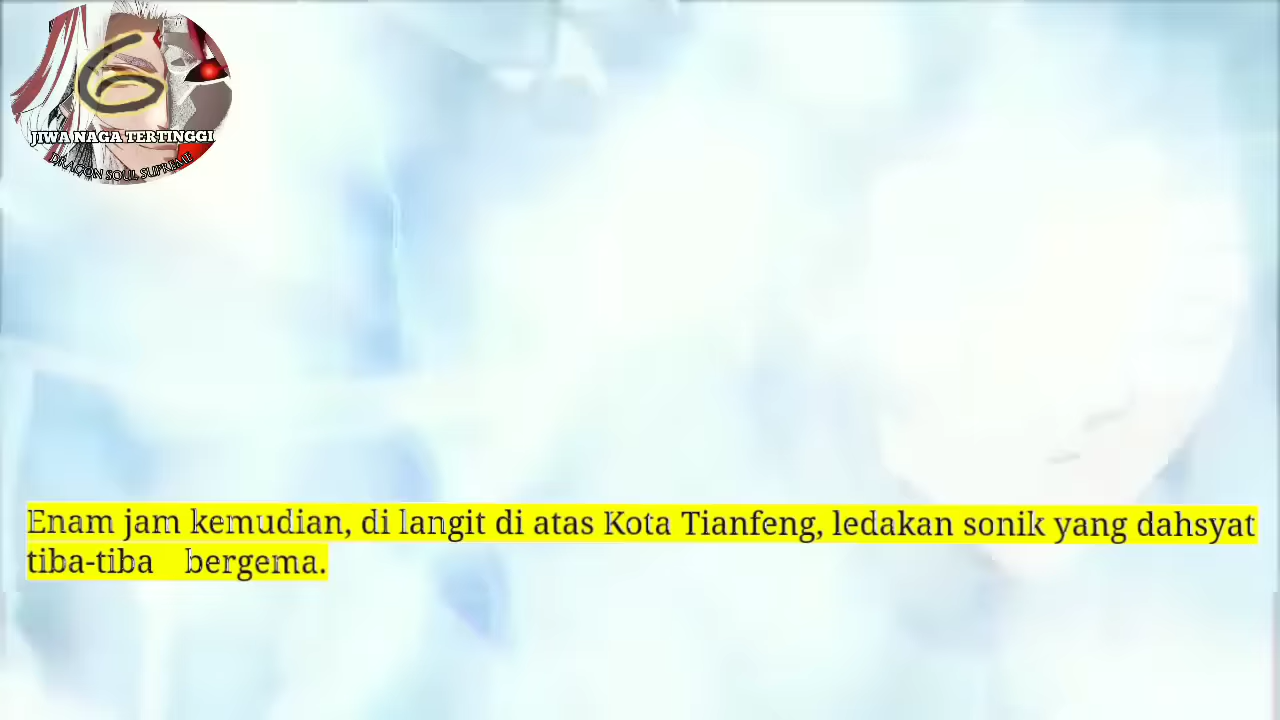 6
JIWA NAGA TERTINGGI
DRAGON SOUL SUPREME
Enam jam kemudian, di langit di atas Kota Tianfeng, ledakan sonik yang dahsyat
tiba-tiba bergema.